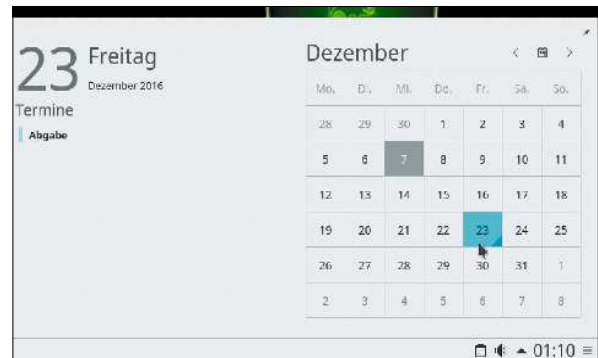 23 Freitag
Dezember 2016
Termine
Abgabe
Dezember
Mo. Di. Mi. Do. Fr. Sa. So.
28 29 30 1 2 3 4
5 6 7 8 9 10 11
12 13 14 15 16 17 18
19 20 21 22 23 24 25
26 27 28 29 30 31 1
2 3 4 5 6 7 8
01:10